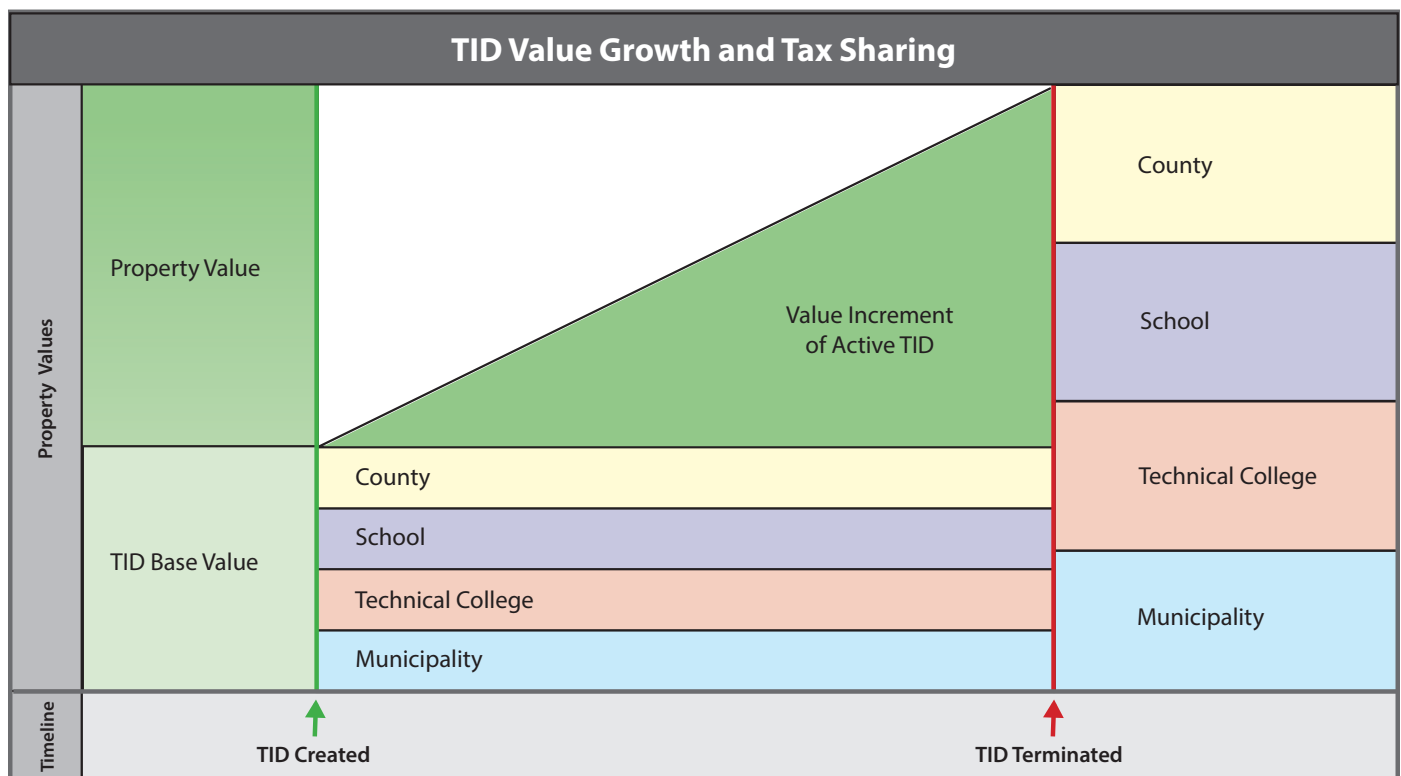 TID Value Growth and Tax Sharing
Property Values
Property Value
TID Base Value
Value Increment
of Active TID
County
School
Technical College
Municipality
County
School
Technical College
Municipality
Timeline
TID Created
TID Terminated